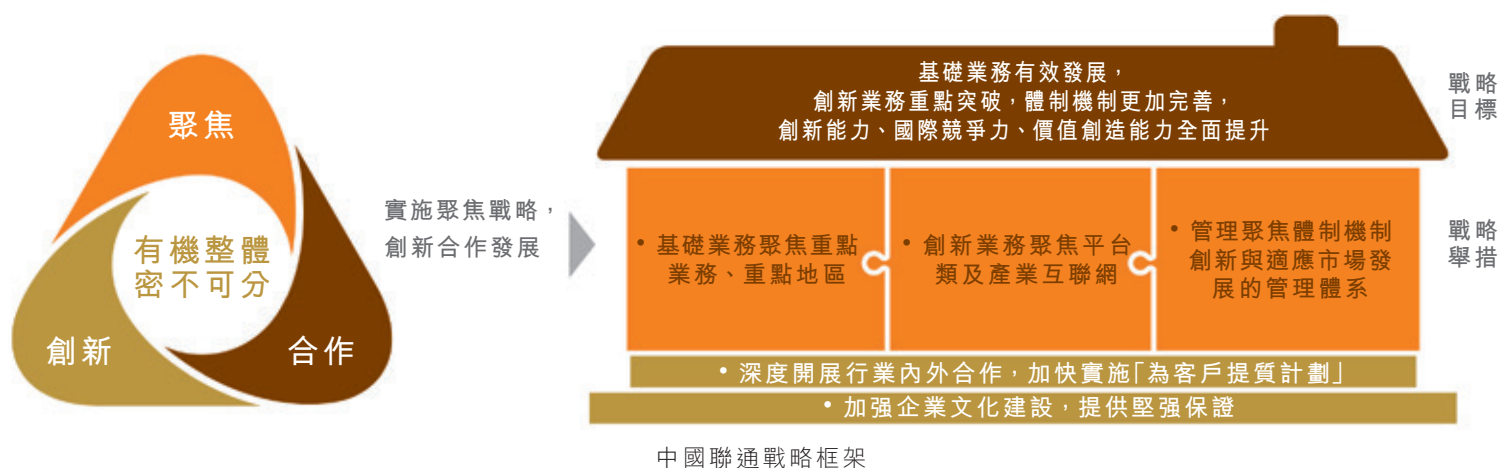 聚焦
有機整體
密不可分
創新
合作
實施聚焦戰略，
創新合作發展
基礎業務有效發展，
創新業務重點突破，體制機制更加完善，
創新能力、國際競爭力、價值創造能力全面提升
戰略
目標
• 基礎業務聚焦重點
業務、重點地區
• 創新業務聚焦平台
類及產業互聯網
• 管理聚焦體制機制
創新與適應市場發
展的管理體系
戰略
舉措
• 深度開展行業內外合作，加快實施「為客戶提質計劃」
• 加强企業文化建設，提供堅强保證
中國聯通戰略框架